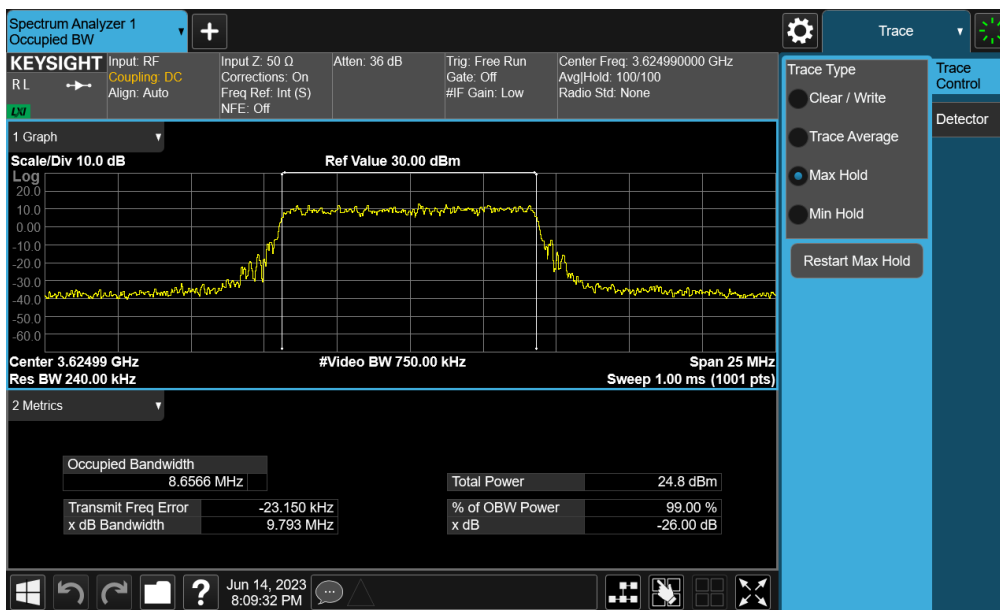 Spectrum Analyzer 1
Occupied BW
+
Trace
KEYSIGHT
R L
LXI
Input: RF
Coupling: DC
Align: Auto
Input Z: 50 Ω
Corrections: On
Freq Ref: Int (S)
NFE: Off
Atten: 36 dB
Trig: Free Run
Gate: Off
#IF Gain: Low
Center Freq: 3.624990000 GHz
Avg|Hold: 100/100
Radio Std: None
1 Graph
Scale/Div 10.0 dB
Ref Value 30.00 dBm
Log
20.0
10.0
0.00
-10.0
-20.0
-30.0
-40.0
-50.0
-60.0
Center 3.62499 GHz
#Video BW 750.00 kHz
Span 25 MHz
Res BW 240.00 kHz
Sweep 1.00 ms (1001 pts)
2 Metrics
Occupied Bandwidth
8.6566 MHz
Total Power 24.8 dBm
Transmit Freq Error -23.150 kHz
% of OBW Power 99.00 %
x dB Bandwidth 9.793 MHz
x dB -26.00 dB
Trace Type
Clear / Write
Trace Average
Max Hold
Min Hold
Restart Max Hold
Trace
Control
Detector
?
Jun 14, 2023
8:09:32 PM